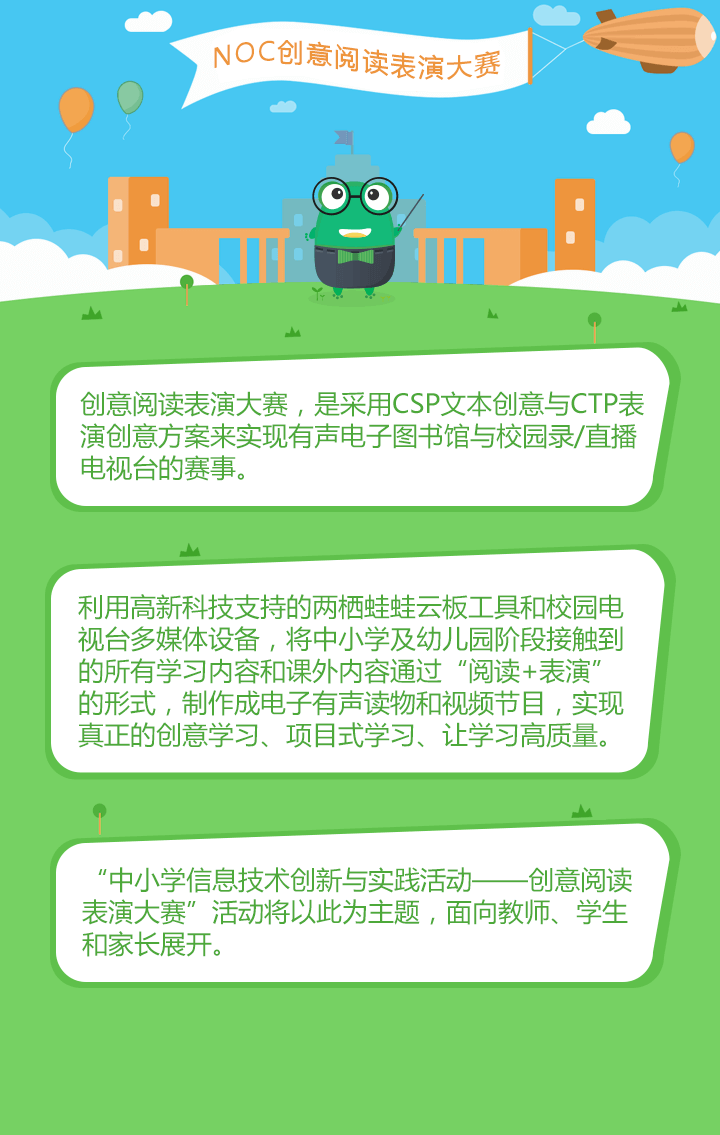 NOC创意阅读表演大赛
创意阅读表演大赛，是采用CSP文本创意与CTP表
演创意方案来实现有声电子图书馆与校园录/直播
电视台的赛事。
利用高新科技支持的两栖蛙蛙云板工具和校园电
视台多媒体设备，将中小学及幼儿园阶段接触到
的所有学习内容和课外内容通过“阅读+表演”
的形式，制作成电子有声读物和视频节目，实现
真正的创意学习、项目式学习、让学习高质量。
“中小学信息技术创新与实践活动——创意阅读
表演大赛”活动将以此为主题，面向教师、学生
和家长展开。